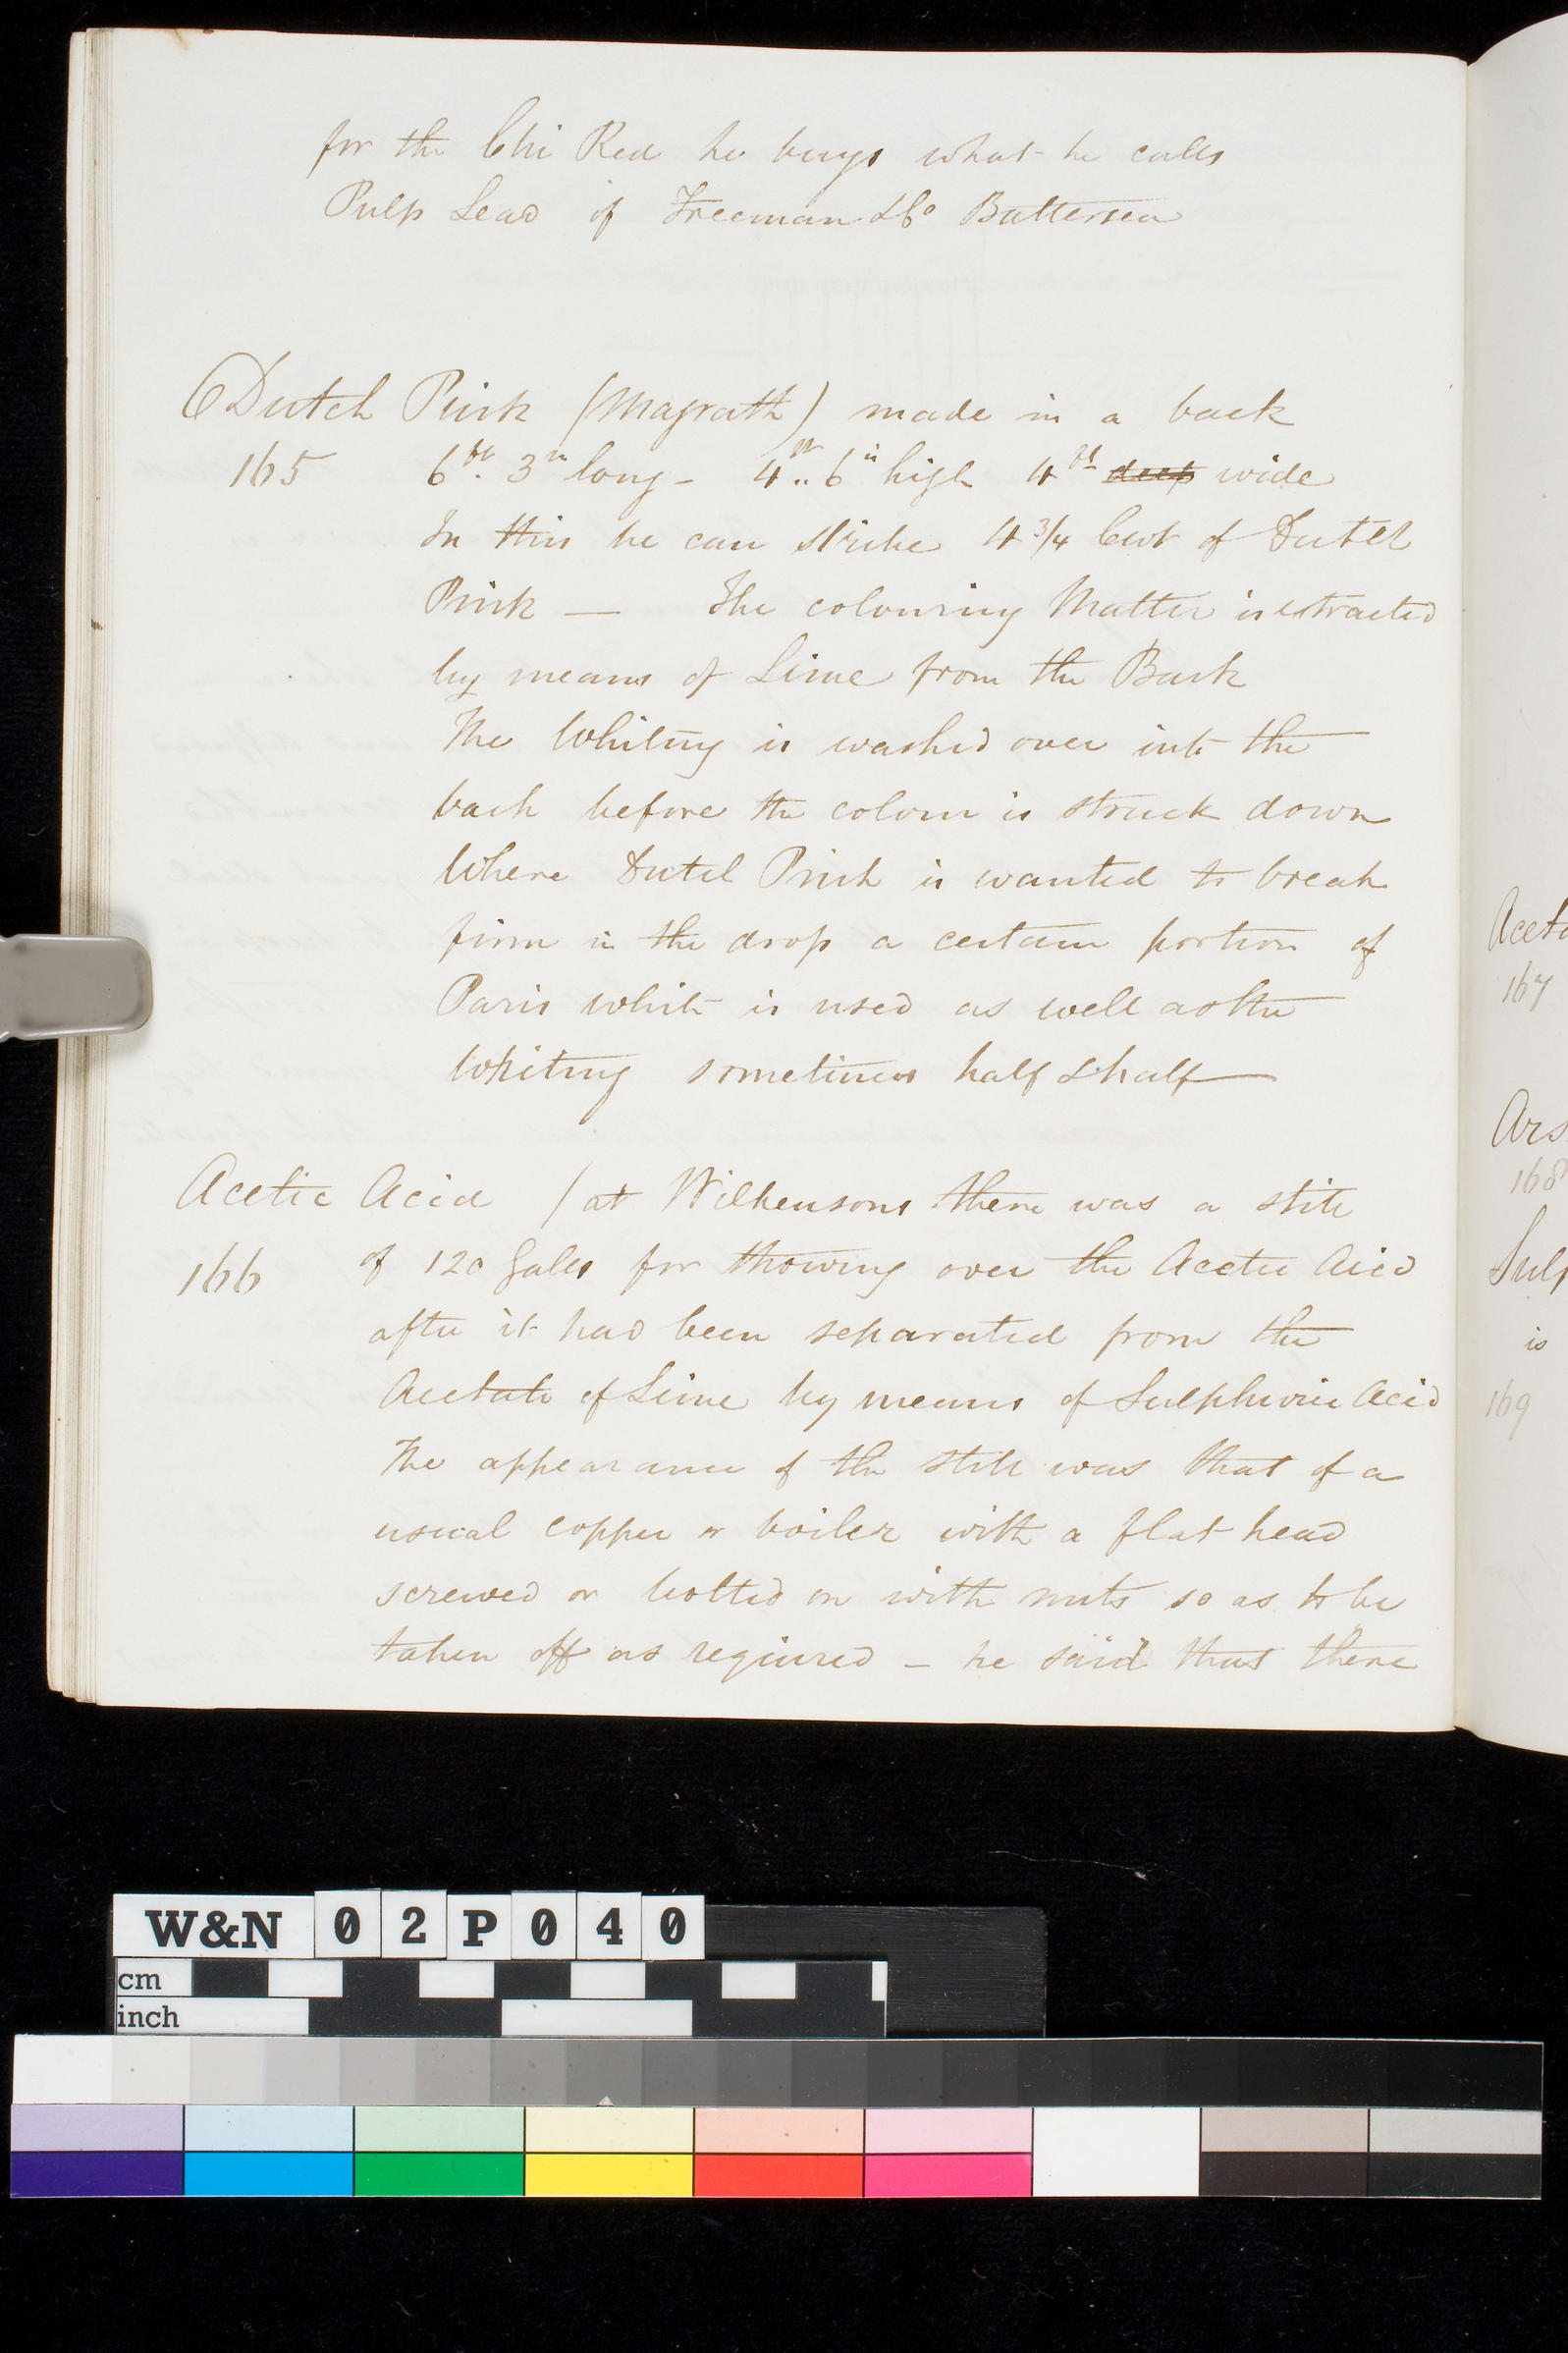 for the Chi Red he buys what he calls
Pulp Lead of Freeman &Co Battersea
Dutch Pink (Magrath) made in a back
165 6ft. 3in long - 4ft.. 6in high 4ft deep wide
In this he can strike 4 3/4 Cwt of Dutch
Pink — The colouring Matter is extracted
by means of Lime from the Bark
The Whiting is washed over into the
back before the colour is struck down
Where Dutch Pink is wanted to break
firm in the drop a certain portion of
Paris white is used as well as the
Whiting sometimes half & half —
Acetic Acid / at Wilkensons there was a still
166 of 120 Galls for throwing over the Acetic Acid
after it had been separated from the
Acetate of Lime by means of Sulphuric Acid
The appearance of the still was that of a
usual copper or boiler with a flat head
screwed or bolted on with nuts so as to be
taken off as required – he said that there
Aceta
167
Ars
168
Sulp
is
169
W&N 02P040
cm
inch